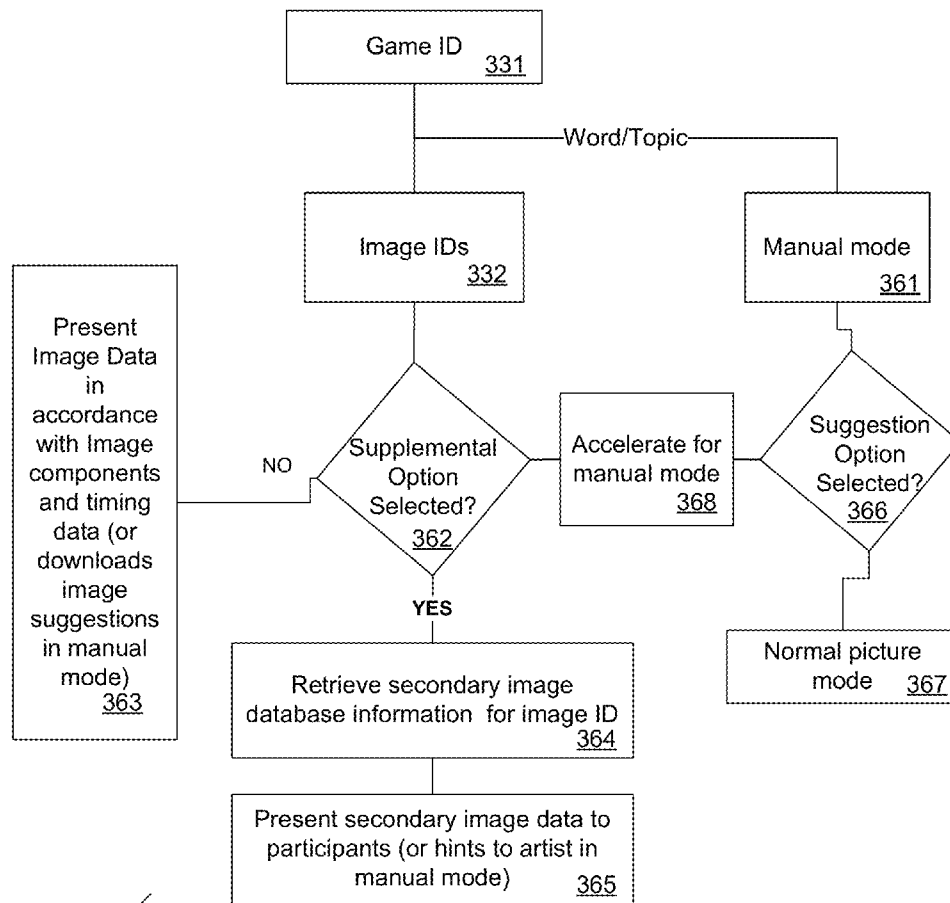 Game ID
331
Word/Topic
Image IDs
332
Manual mode
361
Present
Image Data
in
accordance
with Image
components
and timing
data (or
downloads
image
suggestions
in manual
mode)
363
NO
Supplemental
Option
Selected?
362
Accelerate for
manual mode
368
Suggestion
Option
Selected?
366
YES
Retrieve secondary image
database information for image ID
364
Normal picture
mode
367
Present secondary image data to
participants (or hints to artist in
manual mode)
365